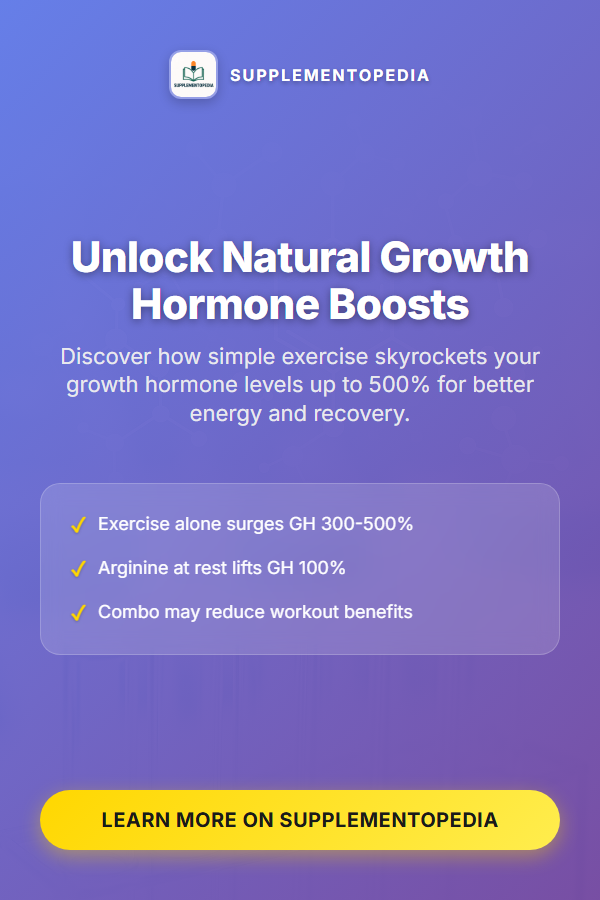 SUPPLEMENTOPEDIA
SUPPLEMENTOPEDIA
Unlock Natural Growth
Hormone Boosts
Discover how simple exercise skyrockets your
growth hormone levels up to 500% for better
energy and recovery.
✓ Exercise alone surges GH 300-500%
✓ Arginine at rest lifts GH 100%
✓ Combo may reduce workout benefits
LEARN MORE ON SUPPLEMENTOPEDIA